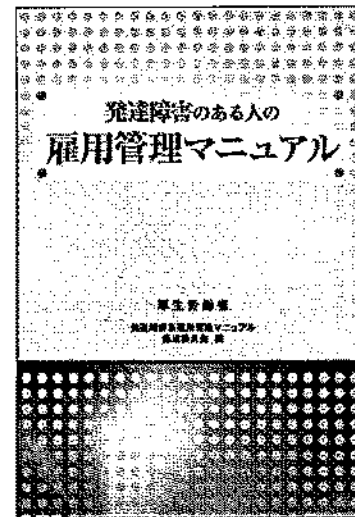 発達障害のある人の
雇用管理マニュアル
厚生労働省